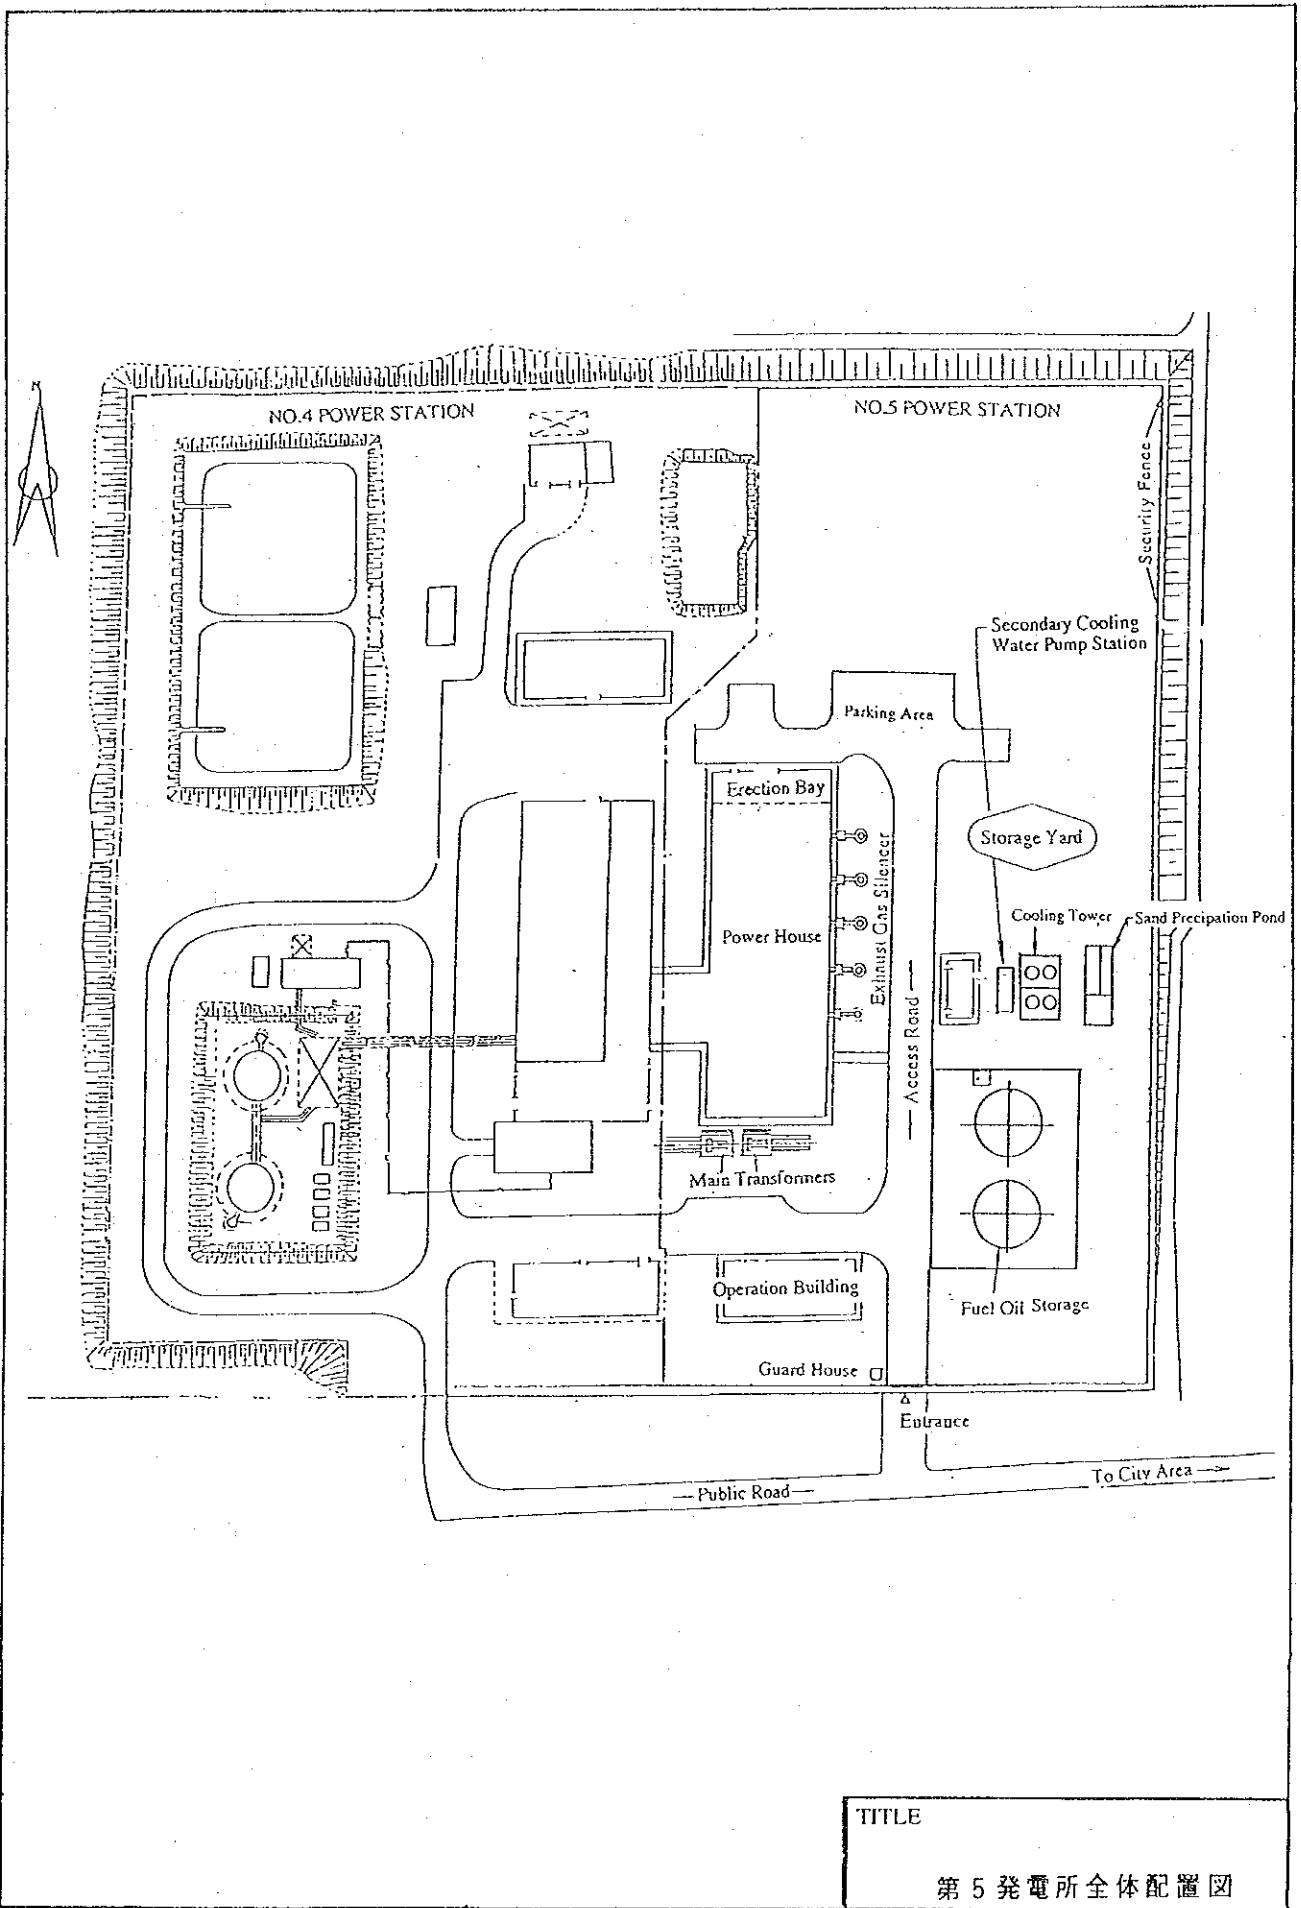 N
NO.4 POWER STATION
NO.5 POWER STATION
Security Fence
Secondary Cooling
Water Pump Station
Parking Area
Erection Bay
Storage Yard
Exhaust Gas Silencer
Cooling Tower
Sand Precipation Pond
Power House
Access Road
Main Transformers
Operation Building
Fuel Oil Storage
Guard House
Entrance
To City Area
Public Road
TITLE
第5発電所全体配置図